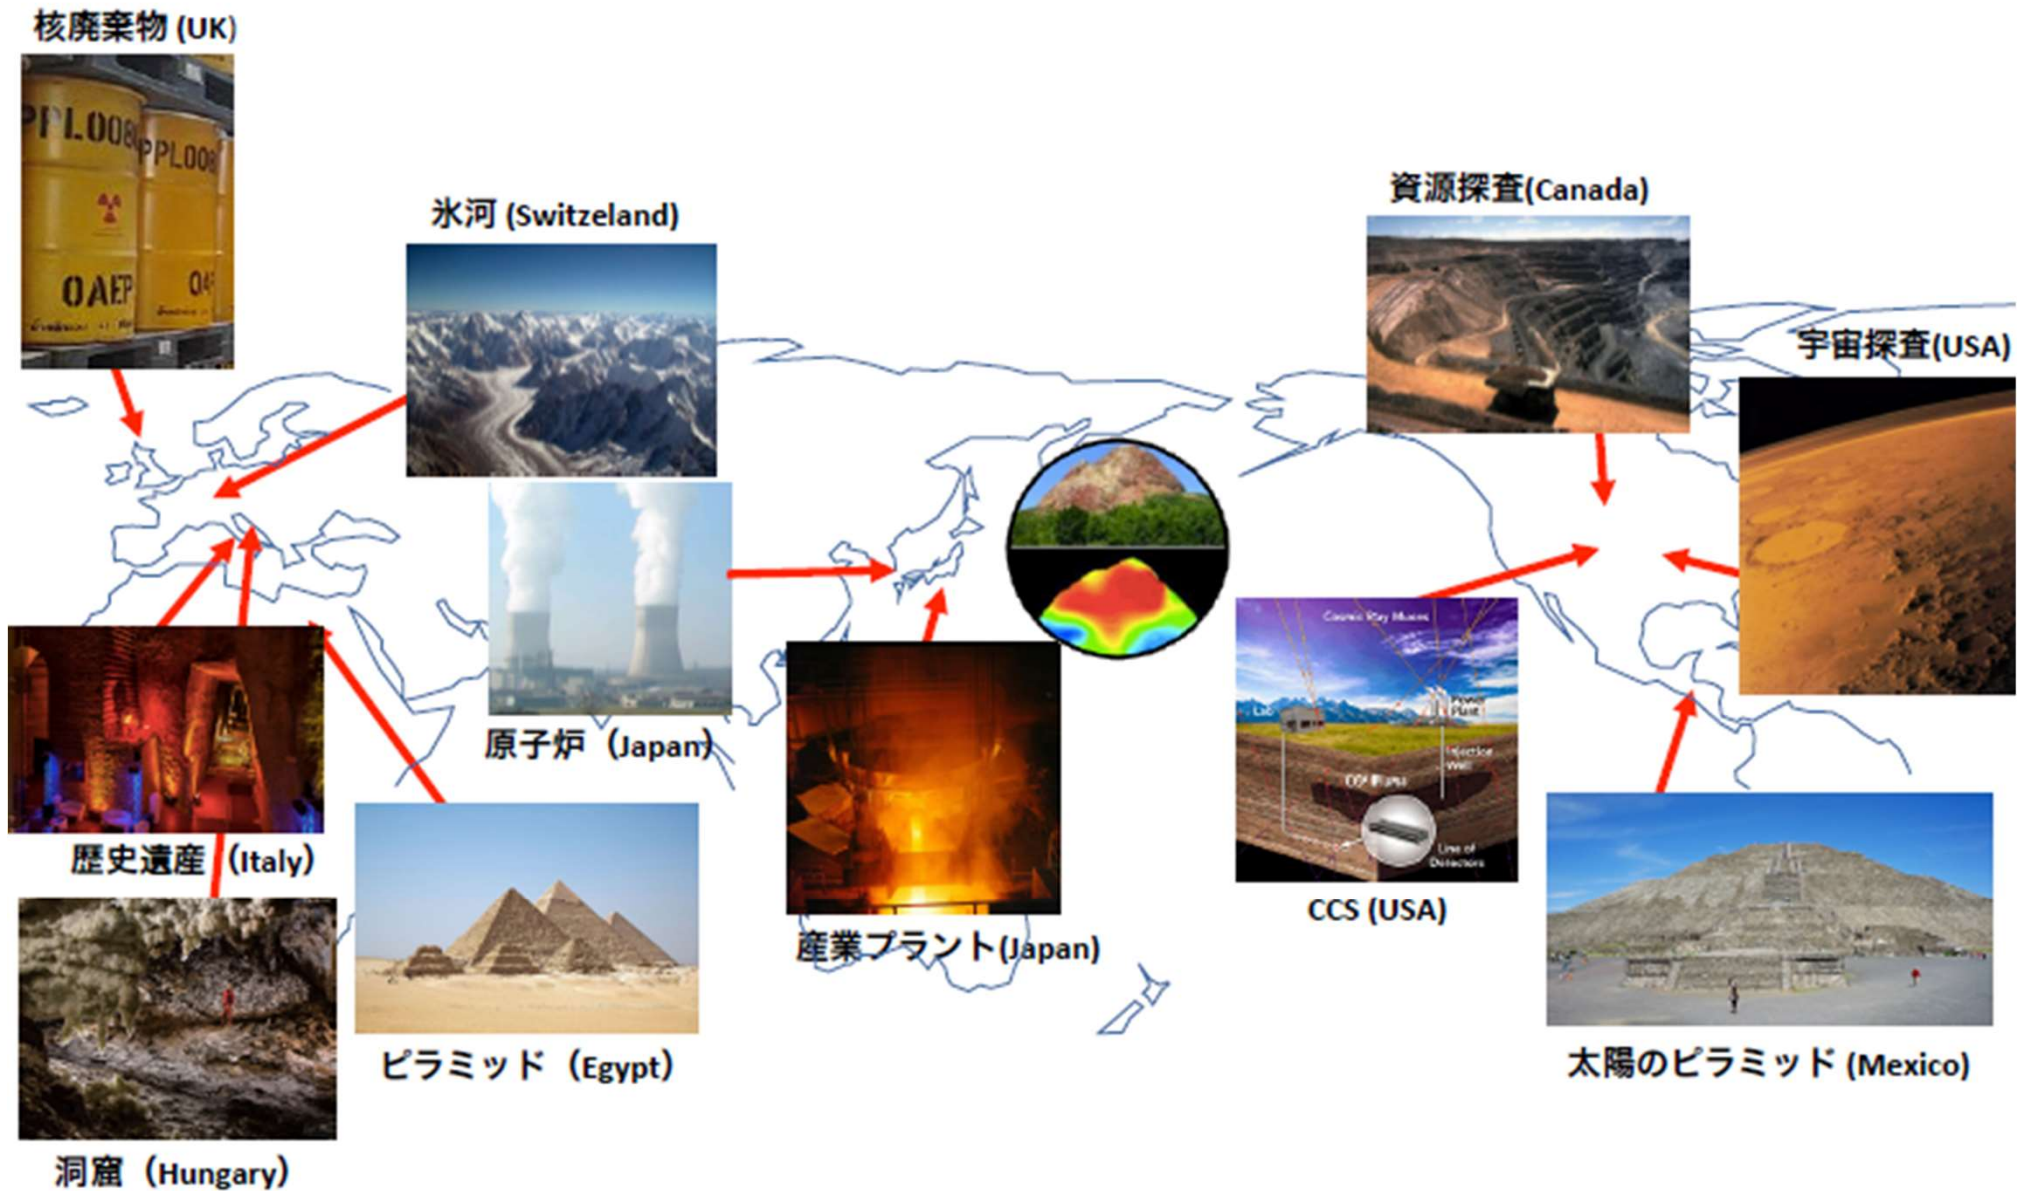 核廃棄物 (UK)
PPL008
PPL008
OAEP
OA
氷河 (Switzeland)
資源探査(Canada)
宇宙探査(USA)
原子炉（Japan）
歴史遺産（Italy）
洞窟（Hungary）
ピラミッド（Egypt）
産業プラント(Japan)
Cosmic Ray Muons
Lab
Power
Plant
Injection
Well
CO² Plume
Line of
Detectors
CCS (USA)
太陽のピラミッド (Mexico)